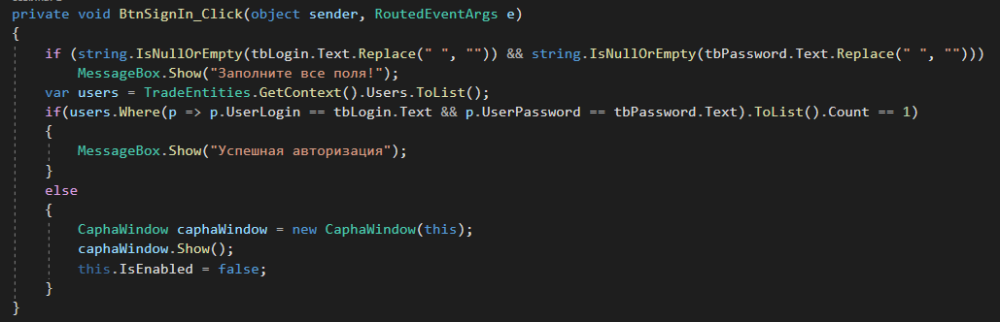 private void BtnSignIn_Click(object sender, RoutedEventArgs e)
{
if (string.IsNullOrEmpty(tbLogin.Text.Replace(" ", "")) && string.IsNullOrEmpty(tbPassword.Text.Replace(" ", "")))
MessageBox.Show("Заполните все поля!");
var users = TradeEntities.GetContext().Users.ToList();
if(users.Where(p => p.UserLogin == tbLogin.Text && p.UserPassword == tbPassword.Text).ToList().Count == 1)
{
MessageBox.Show("Успешная авторизация");
}
else
{
CaphaWindow caphaWindow = new CaphaWindow(this);
caphaWindow.Show();
this.IsEnabled = false;
}
}